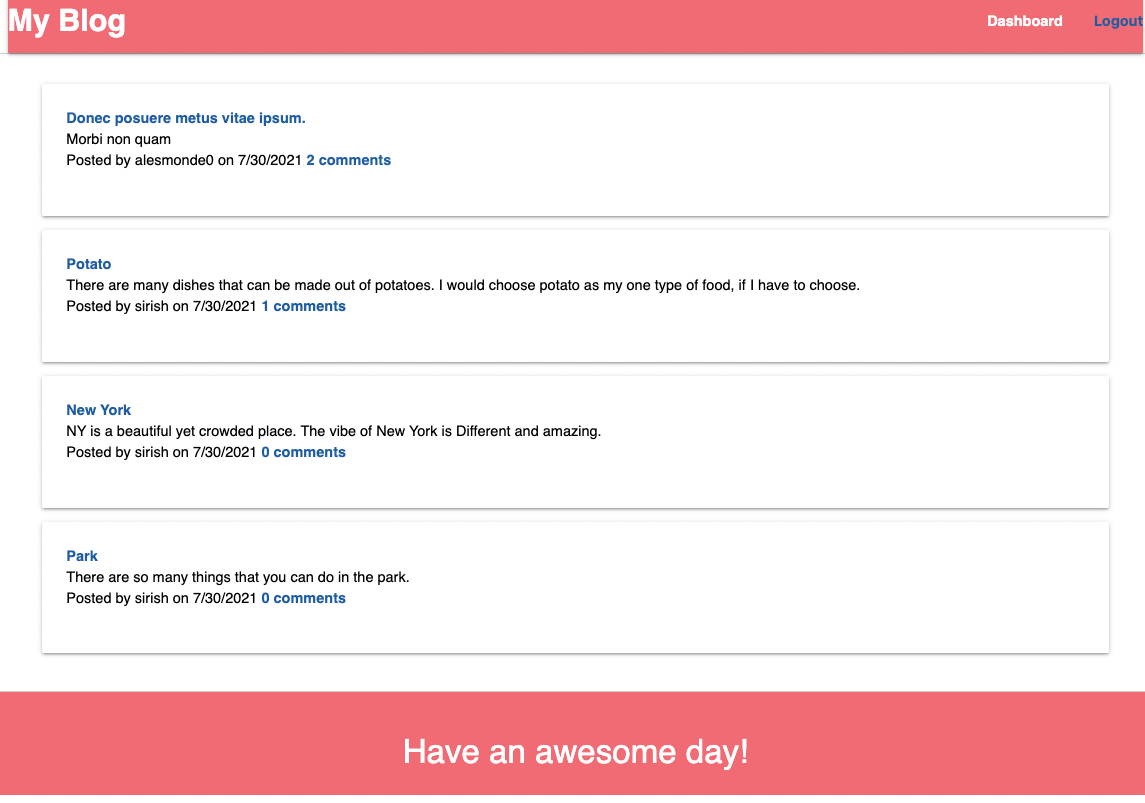 My Blog
Dashboard Logout
Donec posuere metus vitae ipsum.
Morbi non quam
Posted by alesmonde0 on 7/30/2021 2 comments
Potato
There are many dishes that can be made out of potatoes. I would choose potato as my one type of food, if I have to choose.
Posted by sirish on 7/30/2021 1 comments
New York
NY is a beautiful yet crowded place. The vibe of New York is Different and amazing.
Posted by sirish on 7/30/2021 0 comments
Park
There are so many things that you can do in the park.
Posted by sirish on 7/30/2021 0 comments
Have an awesome day!